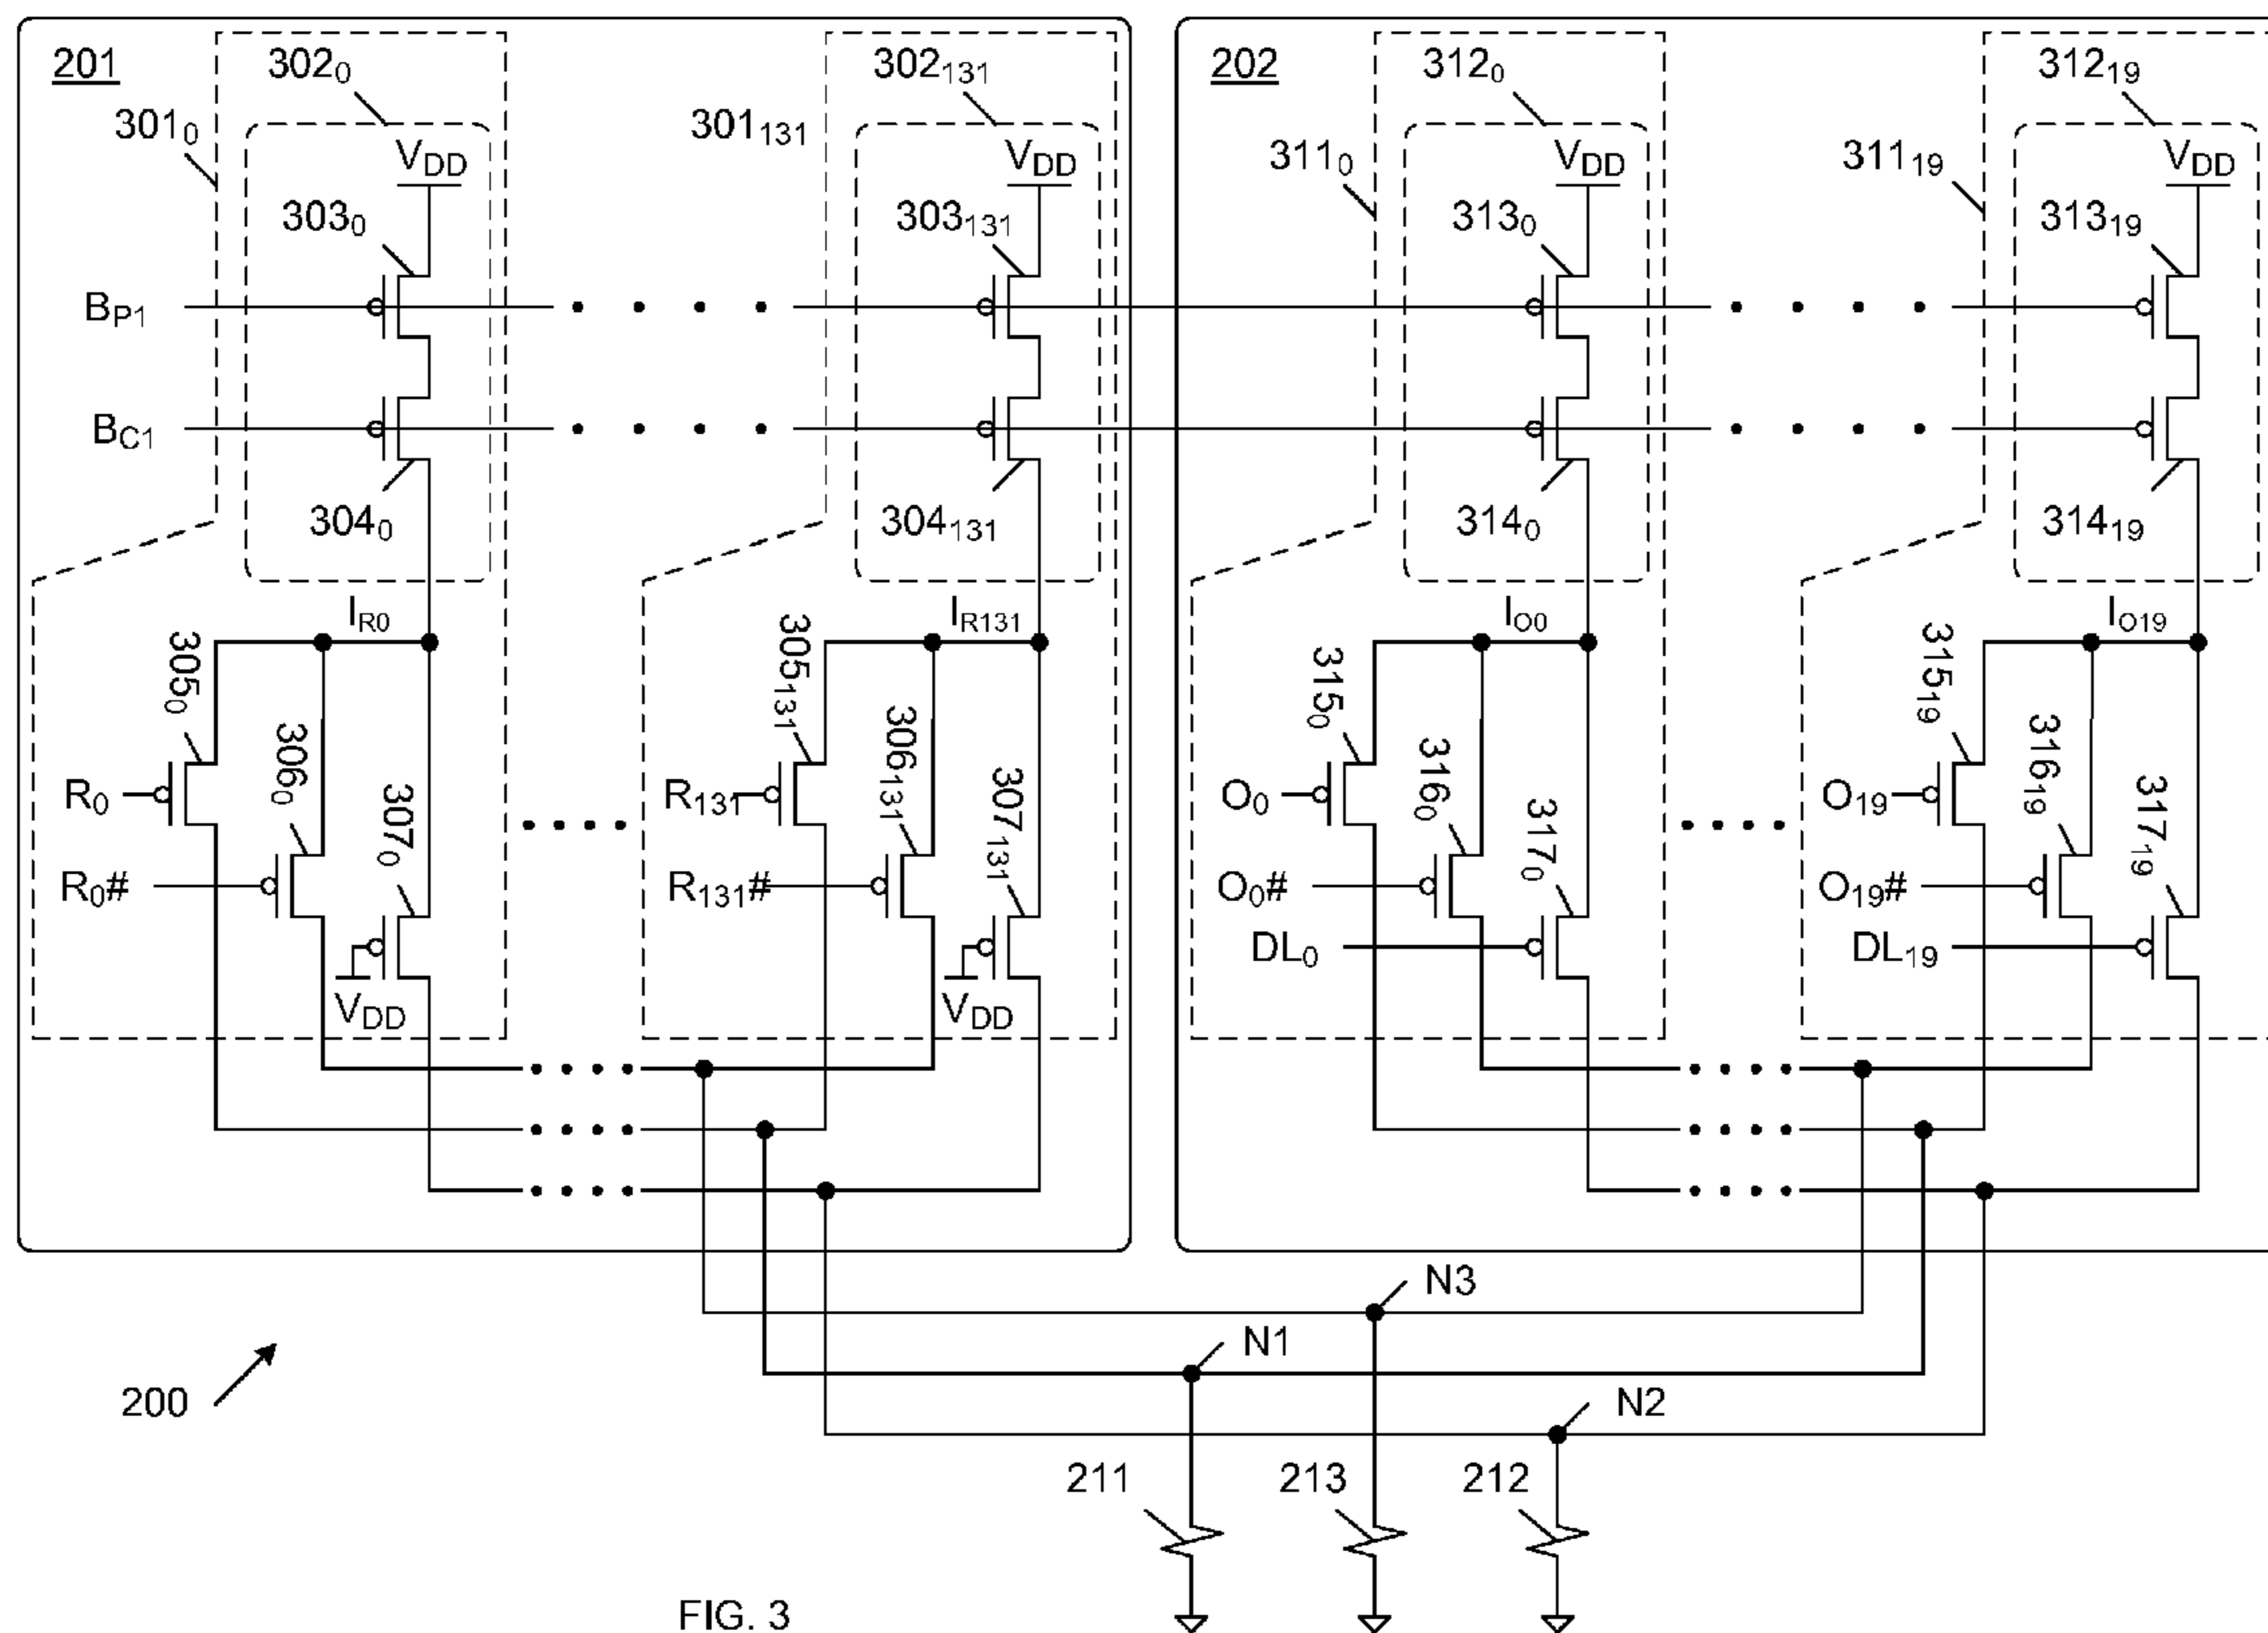 201 302₀ 302₁₃₁ 202 312₀ 312₁₉
301₀ 301₁₃₁ 311₀ 311₁₉
V_DD V_DD V_DD V_DD
303₀ 303₁₃₁ 313₀ 313₁₉
B_P1
B_C1
304₀ 304₁₃₁ 314₀ 314₁₉
I_R0 I_R131 I_O0 I_O19
305₀ 305₁₃₁ 315₀ 315₁₉
306₀ 306₁₃₁ 316₀ 316₁₉
307₀ 307₁₃₁ 317₀ 317₁₉
R₀ R₁₃₁ O₀ O₁₉
R₀# R₁₃₁# O₀# O₁₉#
DL₀ DL₁₉
V_DD V_DD
N3
N1
200 N2
211 213 212
FIG. 3